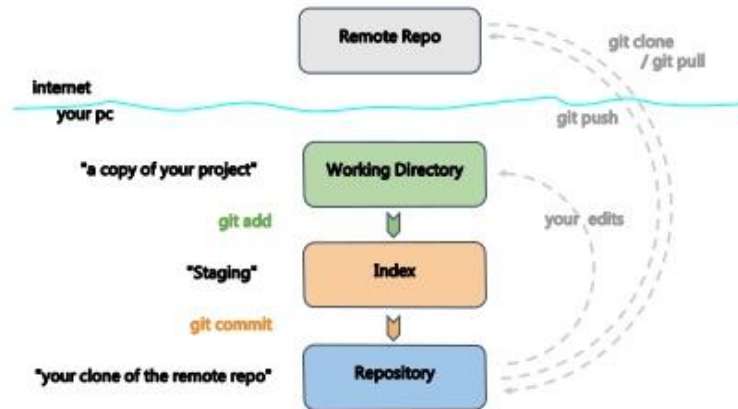 Remote Repo
git clone
/ git pull
internet
your pc
git push
"a copy of your project"
Working Directory
git add
your edits
"Staging"
Index
git commit
"your clone of the remote repo"
Repository